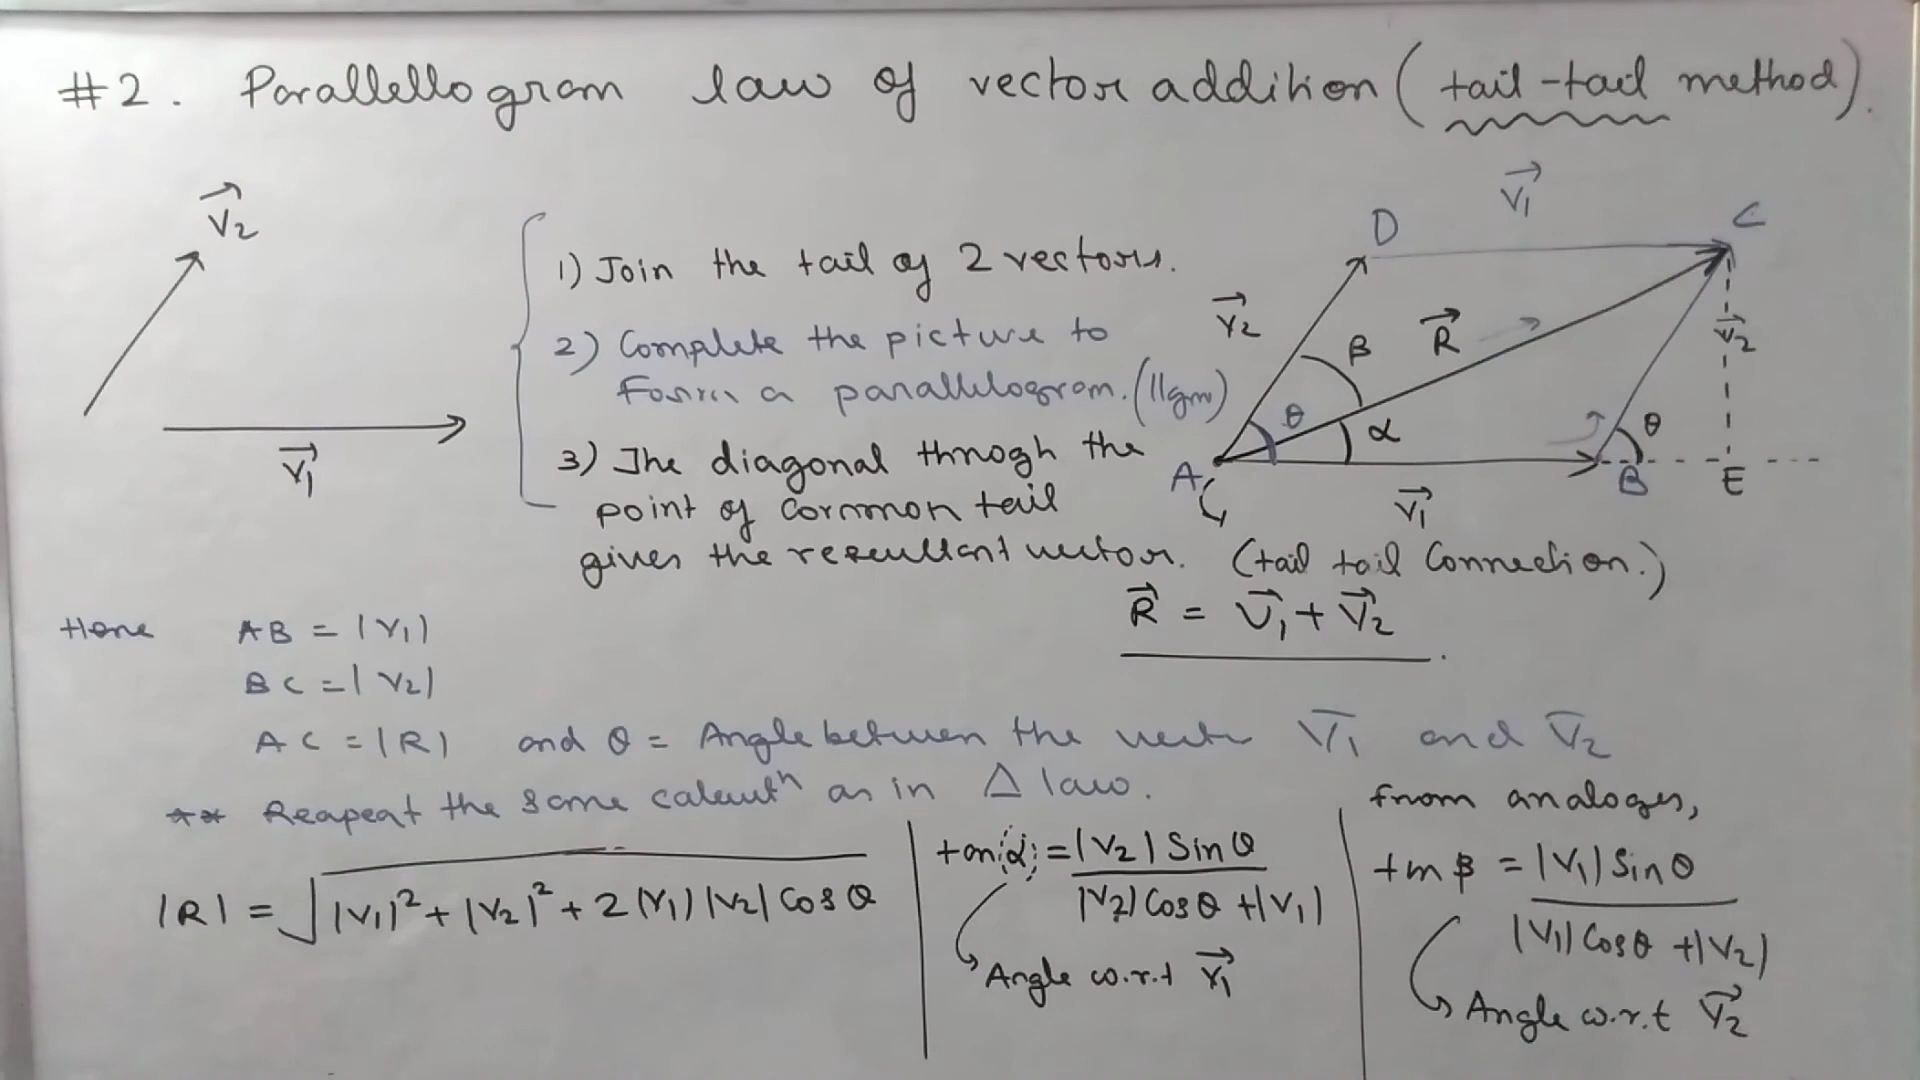 #2. Parallellogram law of vector addition (tail-tail method).
V₂
V₁
1) Join the tail of 2 vectors.
2) Complete the picture to
form a parallelogram. (llgm)
3) The diagonal throgh the
point of common tail
gives the resultant vector. (tail tail connection.)
V₁
D
C
V₂
R
V₂
β
θ
α
θ
A
B
E
V₁
R = V₁ + V₂
Here AB = |V₁|
BC = |V₂|
AC = |R| and θ = Angle between the vector V₁ and V₂
** Reapeat the same calculⁿ as in Δ law.
|R| = √|V₁|² + |V₂|² + 2|V₁||V₂| Cos θ
tan α = |V₂| Sin θ
|V₂| Cos θ + |V₁|
Angle w.r.t V₁
from analogy,
tan β = |V₁| Sin θ
|V₁| Cos θ + |V₂|
Angle w.r.t V₂